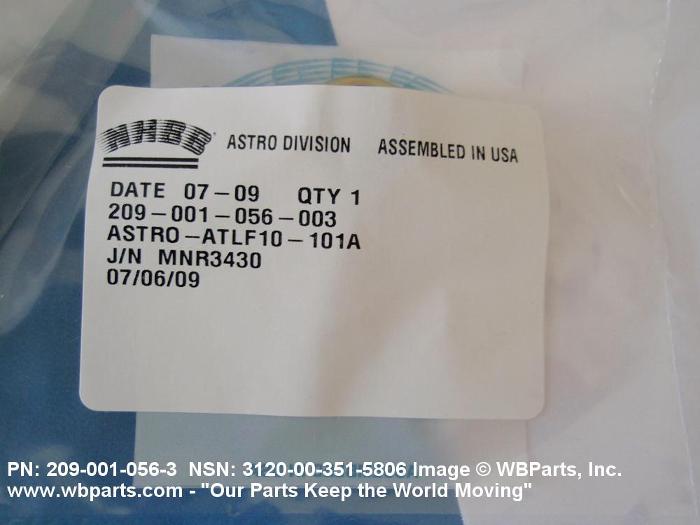 NHBB ASTRO DIVISION ASSEMBLED IN USA
DATE 07-09 QTY 1
209-001-056-003
ASTRO-ATLF10-101A
J/N MNR3430
07/06/09
PN: 209-001-056-3 NSN: 3120-00-351-5806 Image © WBParts, Inc.
www.wbparts.com - "Our Parts Keep the World Moving"